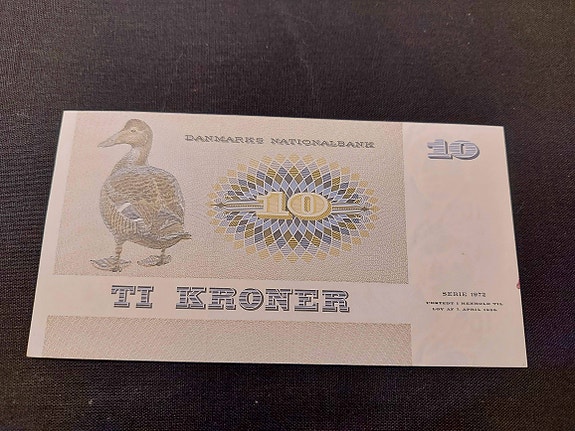 DANMARKS NATIONALBANK
10
10
TI KRONER
SERIE 1972
UDSTEDT I HENHOLD TIL
LOV AF 7. APRIL 1936